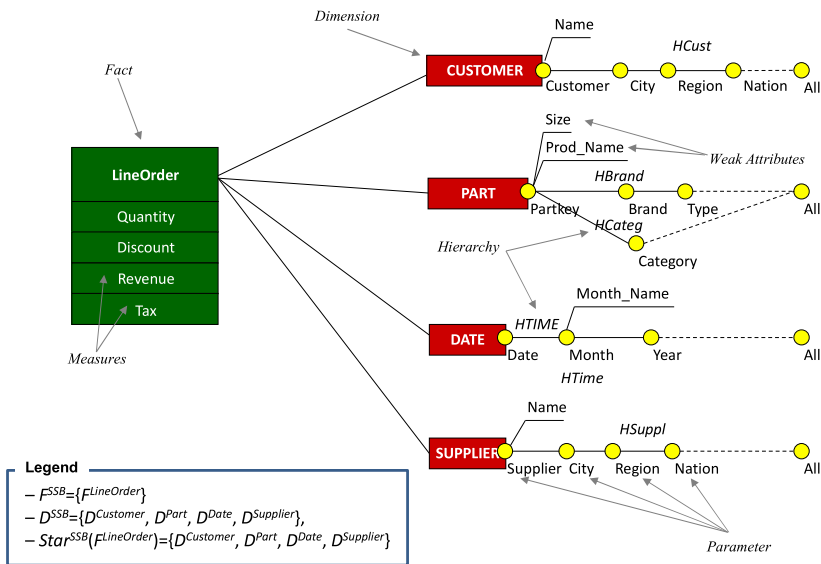 Dimension
Name
HCust
CUSTOMER
Customer
City
Region
Nation
All
Fact
Size
Prod_Name
Weak Attributes
LineOrder
HBrand
PART
Partkey
Brand
Type
All
Quantity
HCateg
Hierarchy
Discount
Category
Revenue
Month_Name
Tax
HTIME
DATE
Date
Month
Year
All
Measures
HTime
Name
HSuppl
SUPPLIER
Supplier
City
Region
Nation
All
Legend
– F^SSB={F^LineOrder}
– D^SSB={D^Customer, D^Part, D^Date, D^Supplier},
– Star^SSB(F^LineOrder)={D^Customer, D^Part, D^Date, D^Supplier}
Parameter